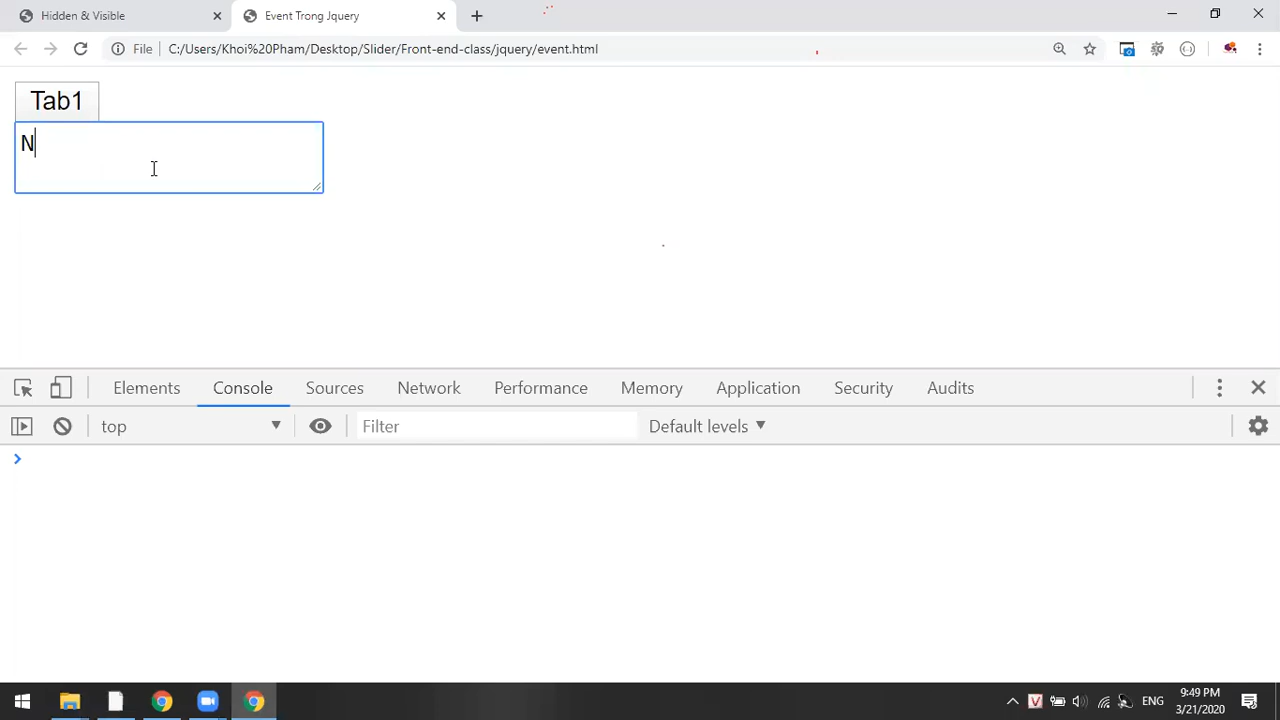 Hidden & Visible
Event Trong Jquery
File C:/Users/Khoi%20Pham/Desktop/Slider/Front-end-class/jquery/event.html
Tab1
N
Elements Console Sources Network Performance Memory Application Security Audits
top Filter Default levels
ENG
9:49 PM
3/21/2020